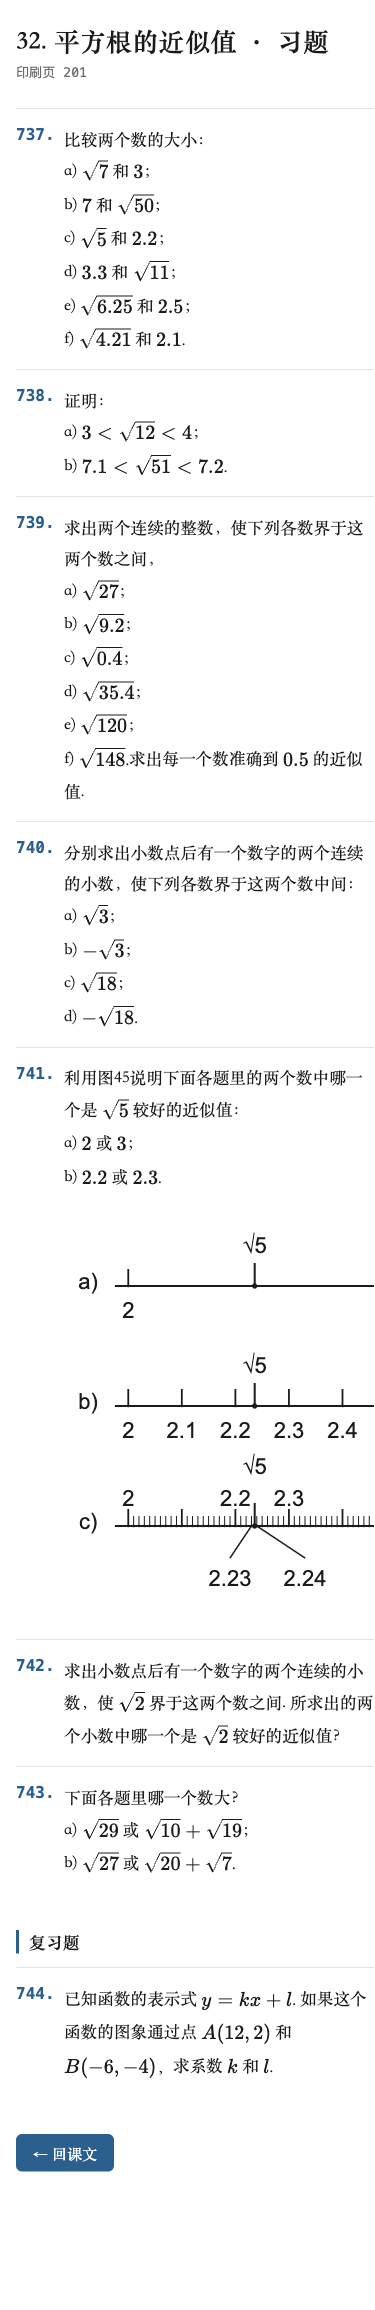 32. 平方根的近似值 · 习题
印刷页 201
737. 比较两个数的大小：
a) √7 和 3;
b) 7 和 √50;
c) √5 和 2.2;
d) 3.3 和 √11;
e) √6.25 和 2.5;
f) √4.21 和 2.1.
738. 证明：
a) 3 < √12 < 4;
b) 7.1 < √51 < 7.2.
739. 求出两个连续的整数，使下列各数界于这
两个数之间，
a) √27;
b) √9.2;
c) √0.4;
d) √35.4;
e) √120;
f) √148.求出每一个数准确到 0.5 的近似
值.
740. 分别求出小数点后有一个数字的两个连续
的小数，使下列各数界于这两个数中间：
a) √3;
b) −√3;
c) √18;
d) −√18.
741. 利用图45说明下面各题里的两个数中哪一
个是 √5 较好的近似值：
a) 2 或 3;
b) 2.2 或 2.3.
√5
a)
2
√5
b)
2 2.1 2.2 2.3 2.4
√5
2 2.2 2.3
c)
2.23 2.24
742. 求出小数点后有一个数字的两个连续的小
数，使 √2 界于这两个数之间. 所求出的两
个小数中哪一个是 √2 较好的近似值?
743. 下面各题里哪一个数大?
a) √29 或 √10 + √19;
b) √27 或 √20 + √7.
复习题
744. 已知函数的表示式 y = kx + l. 如果这个
函数的图象通过点 A(12, 2) 和
B(−6, −4)，求系数 k 和 l.
← 回课文